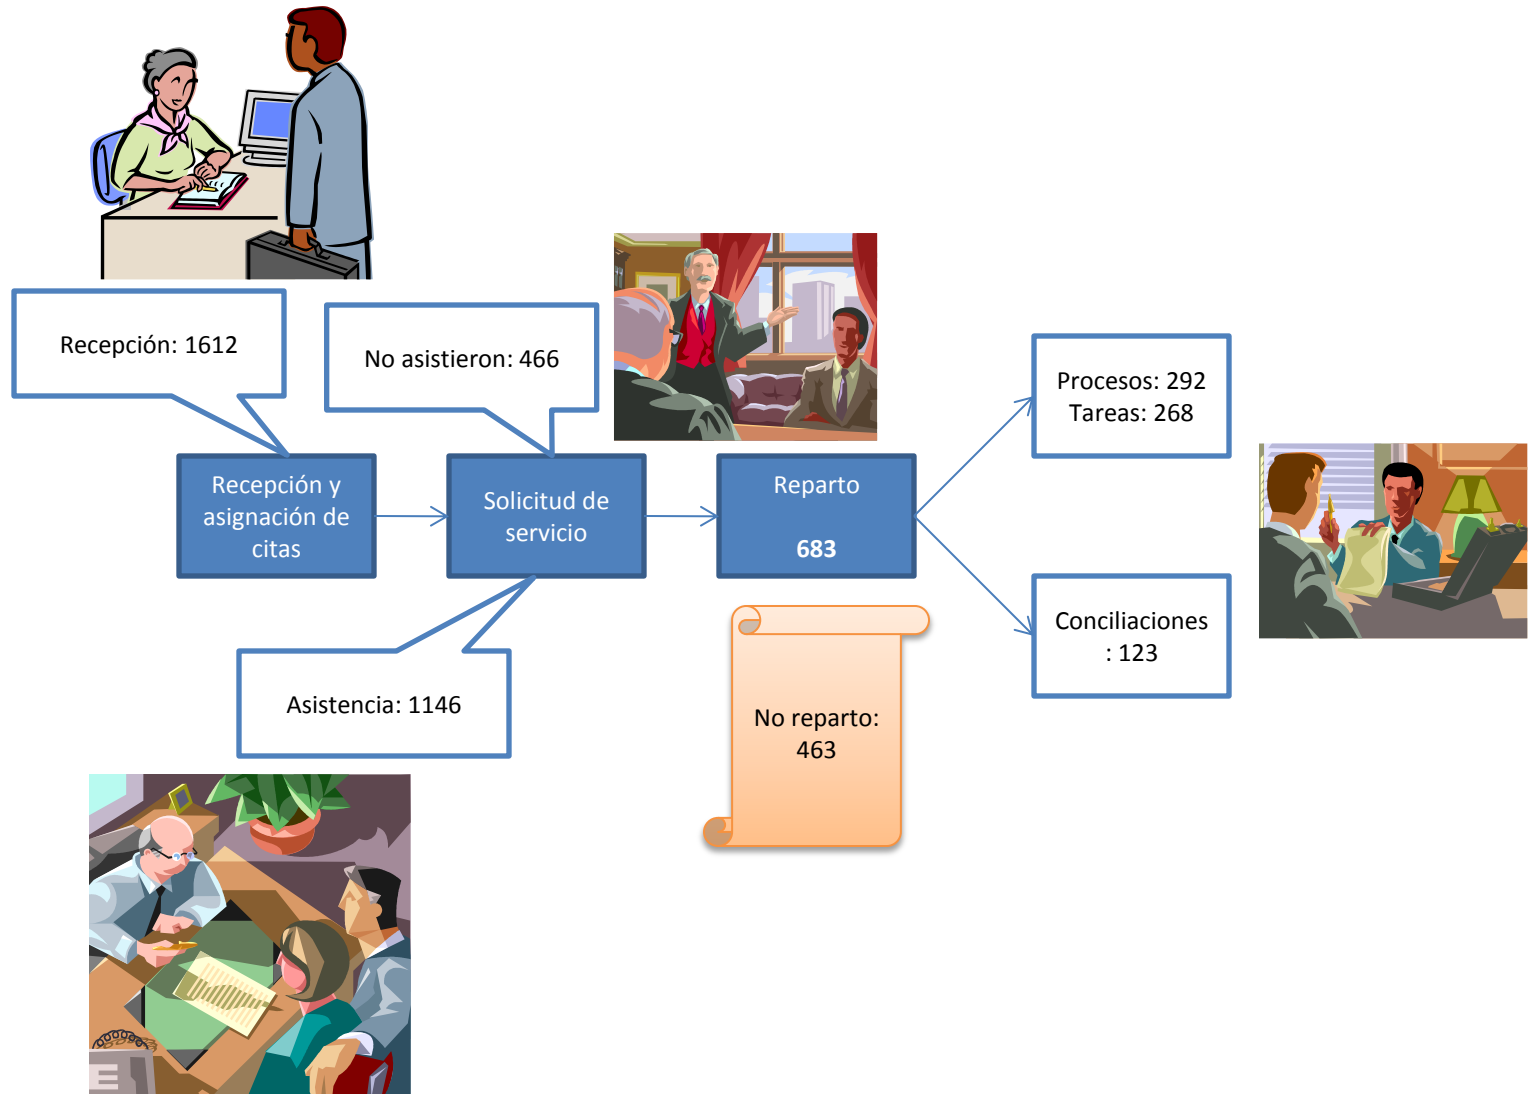 Recepción: 1612
No asistieron: 466
Procesos: 292
Tareas: 268
Recepción y
asignación de
citas
Solicitud de
servicio
Reparto
683
Conciliaciones
: 123
Asistencia: 1146
No reparto:
463